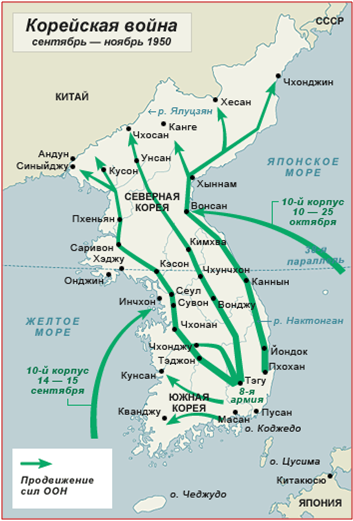 Корейская война
сентябрь — ноябрь 1950
СССР
КИТАЙ
Чхонджин
Хесан
р. Ялуцзян
Канге
Чхосан
Андун
Синыйджу
Кусон
Унсан
Хыннам
ЯПОНСКОЕ
МОРЕ
СЕВЕРНАЯ
КОРЕЯ
Вонсан
10-й корпус
10 — 25
октября
Пхеньян
38-я
параллель
Саривон
Кимхва
Хэджу
Кэсон
Чхунчхон
Каннын
Онджин
Сеул
Инчхон
Сувон
Вонджу
р. Нактонган
ЖЕЛТОЕ
МОРЕ
Чхонан
Чхонджу
Тэджон
Йондок
Пхохан
10-й корпус
14 — 15
сентября
Кунсан
Тэгу
8-я
армия
ЮЖНАЯ
КОРЕЯ
Кванджу
Масан
Пусан
о. Коджедо
о. Цусима
Китакюсю
о. Чеджудо
ЯПОНИЯ
Продвижение
сил ООН